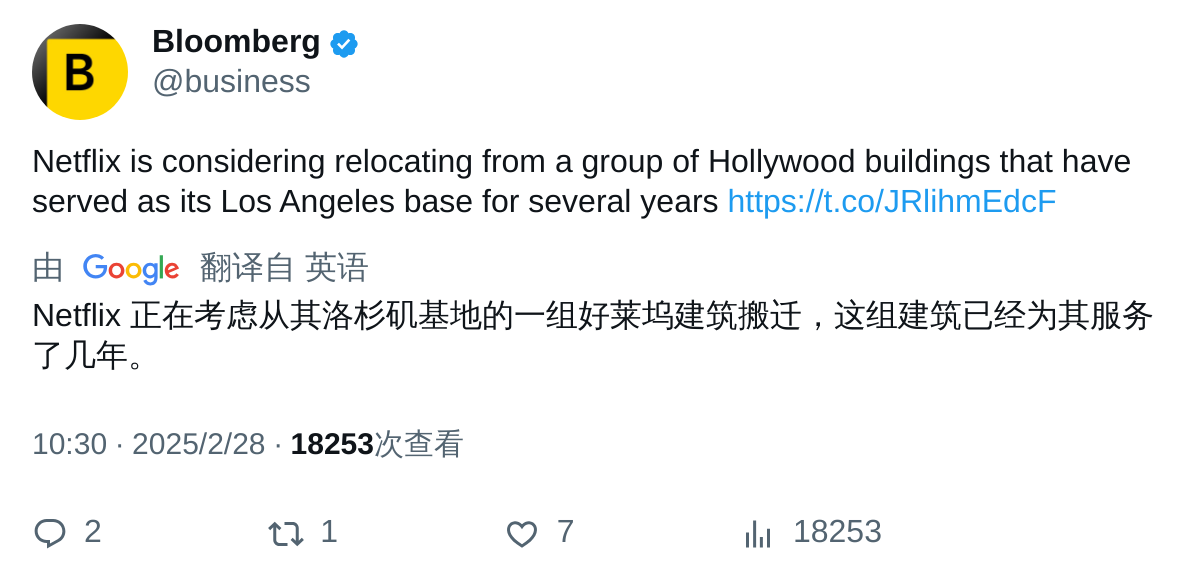 B
Bloomberg
@business
Netflix is considering relocating from a group of Hollywood buildings that have
served as its Los Angeles base for several years https://t.co/JRlihmEdcF
由 Google 翻译自 英语
Netflix 正在考虑从其洛杉矶基地的一组好莱坞建筑搬迁，这组建筑已经为其服务
了几年。
10:30 · 2025/2/28 · 18253次查看
2 1 7 18253